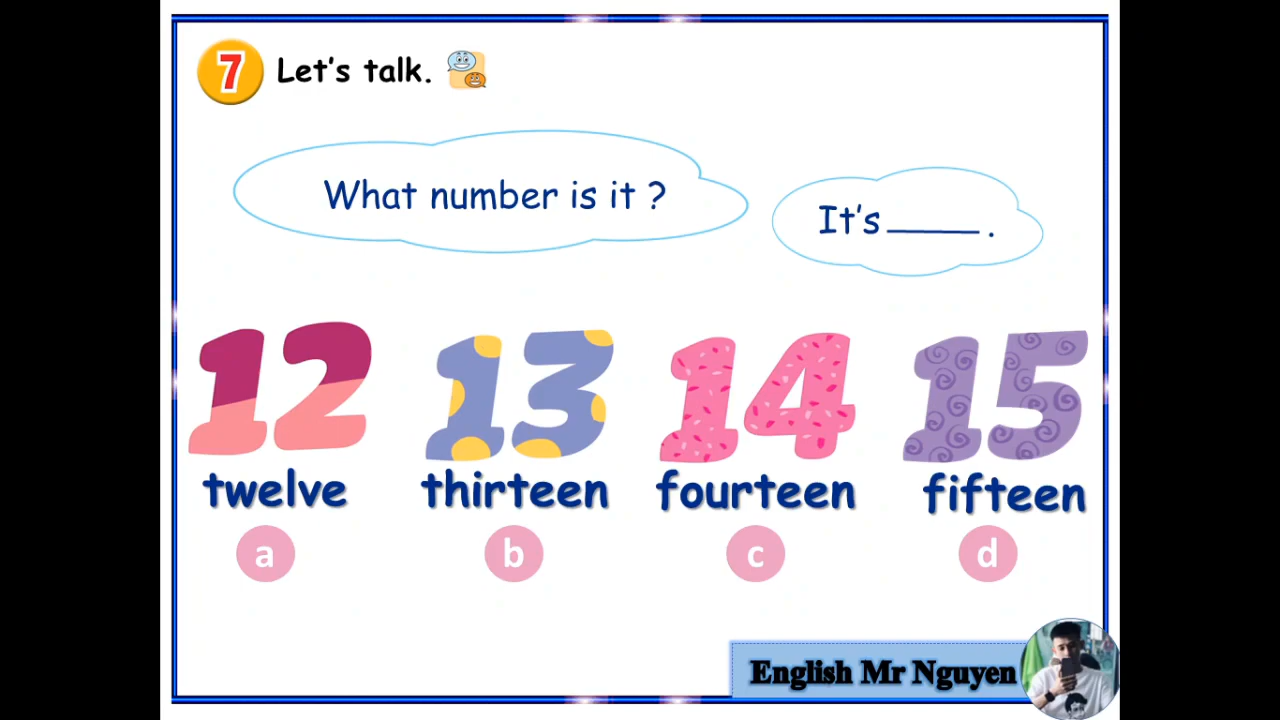 7 Let's talk.
What number is it ?
It's_____.
12 13 14 15
twelve thirteen fourteen fifteen
a b c d
English Mr Nguyen